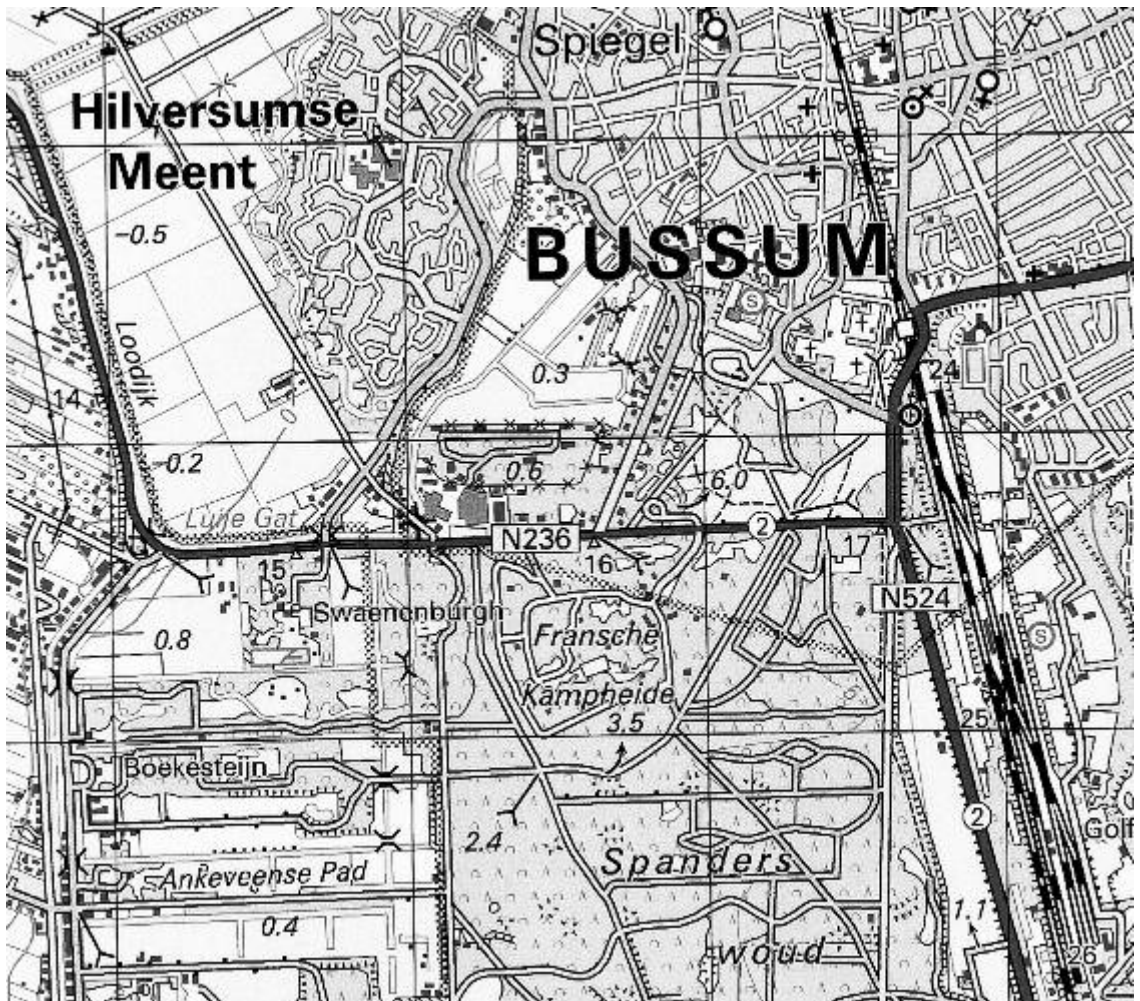 Spiegel
Hilversumse
Meent
-0.5
BUSSUM
S
Loodijk
14
0.3
24
-0.2
0.6
6.0
Luije Gat
N236
2
15
16
17
Swaenenburgh
N524
0.8
Fransche
Kampheide
S
3.5
25
Boekesteijn
2
2.4
Golf
Spanders
Ankeveense Pad
0.4
1.1
woud
26